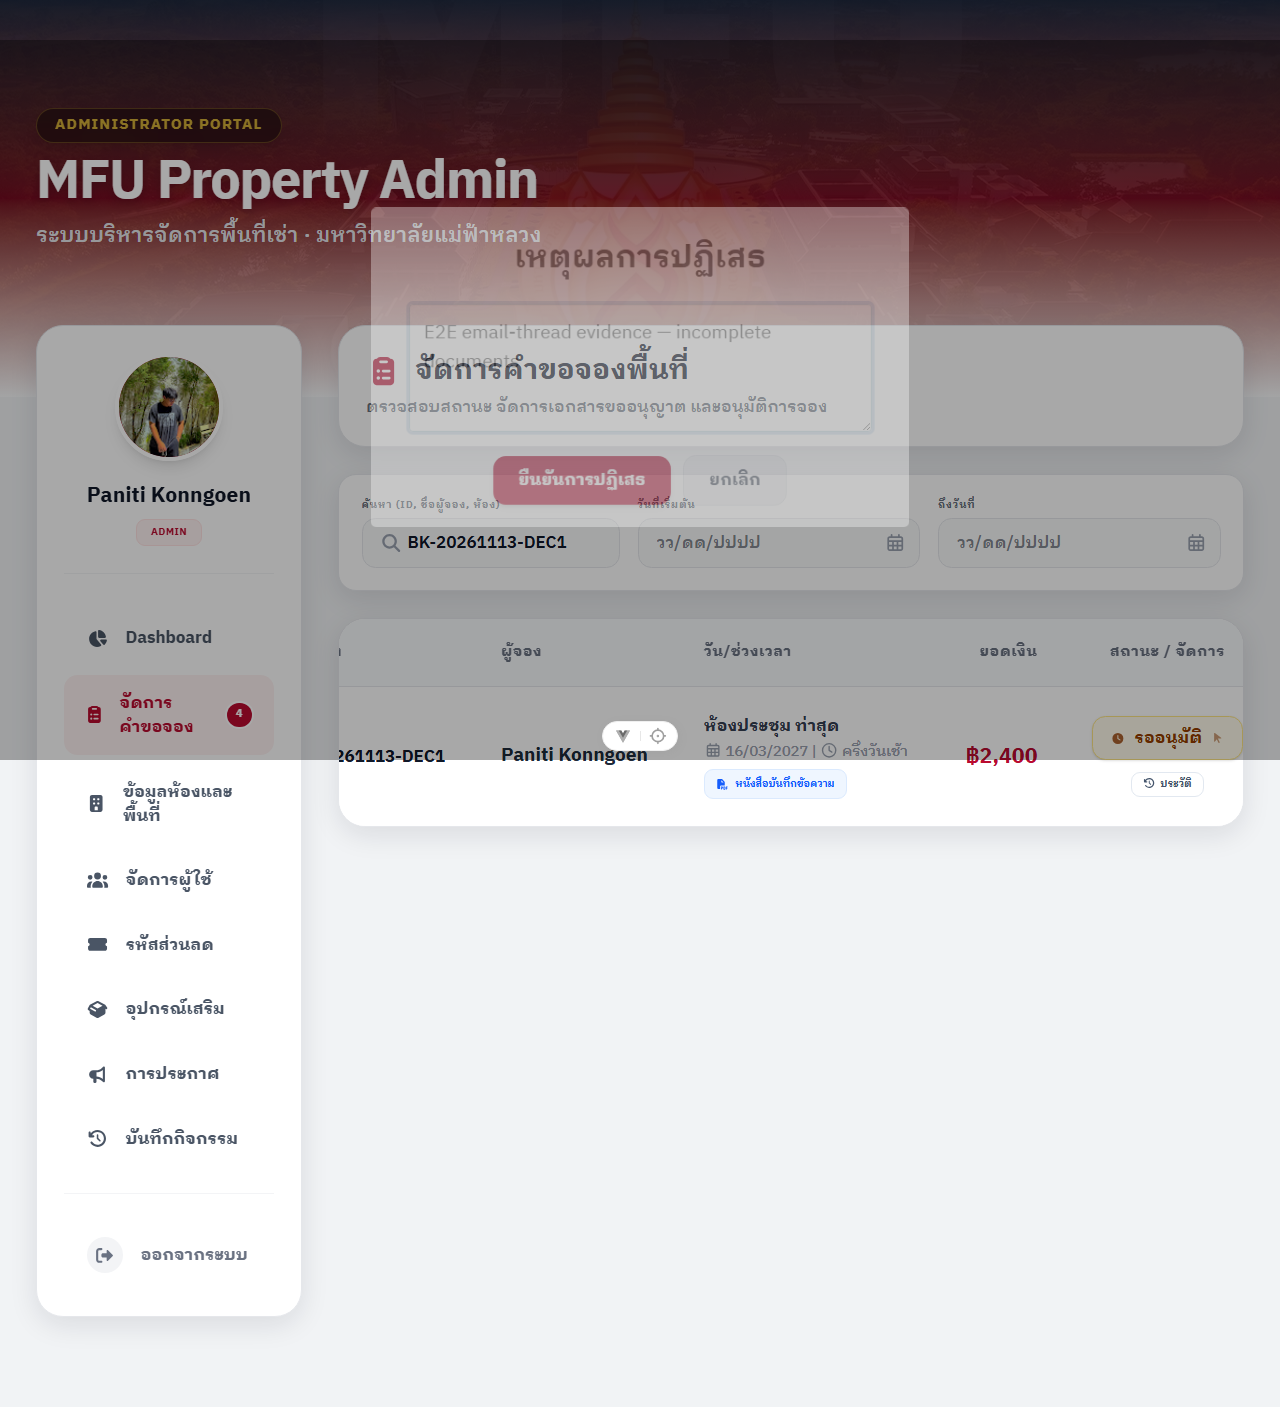 ADMINISTRATOR PORTAL
MFU Property Admin
ระบบบริหารจัดการพื้นที่เช่า · มหาวิทยาลัยแม่ฟ้าหลวง
เหตุผลการปฏิเสธ
E2E email-thread evidence — incomplete
documents
ยืนยันการปฏิเสธ
ยกเลิก
Paniti Konngoen
ADMIN
Dashboard
จัดการ
คำขอจอง
4
ข้อมูลห้องและ
พื้นที่
จัดการผู้ใช้
รหัสส่วนลด
อุปกรณ์เสริม
การประกาศ
บันทึกกิจกรรม
ออกจากระบบ
จัดการคำขอจองพื้นที่
ตรวจสอบสถานะ จัดการเอกสารขออนุญาต และอนุมัติการจอง
ค้นหา (ID, ชื่อผู้จอง, ห้อง)
วันที่เริ่มต้น
ถึงวันที่
BK-20261113-DEC1
วว/ดด/ปปปป
วว/ดด/ปปปป
ผู้จอง
วัน/ช่วงเวลา
ยอดเงิน
สถานะ / จัดการ
261113-DEC1
Paniti Konngoen
ห้องประชุม ท่าสุด
16/03/2027 | ครึ่งวันเช้า
หนังสือบันทึกข้อความ
฿2,400
รออนุมัติ
ประวัติ